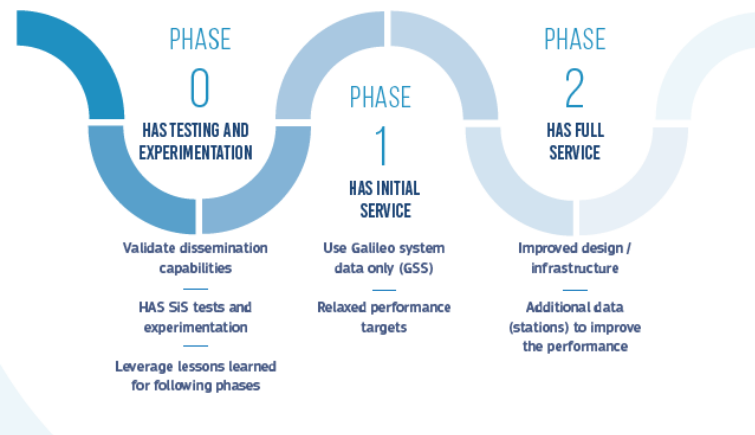 PHASE
0
HAS TESTING AND
EXPERIMENTATION
Validate dissemination
capabilities
HAS SiS tests and
experimentation
Leverage lessons learned
for following phases
PHASE
1
HAS INITIAL
SERVICE
Use Galileo system
data only (GSS)
Relaxed performance
targets
PHASE
2
HAS FULL
SERVICE
Improved design /
infrastructure
Additional data
(stations) to improve
the performance